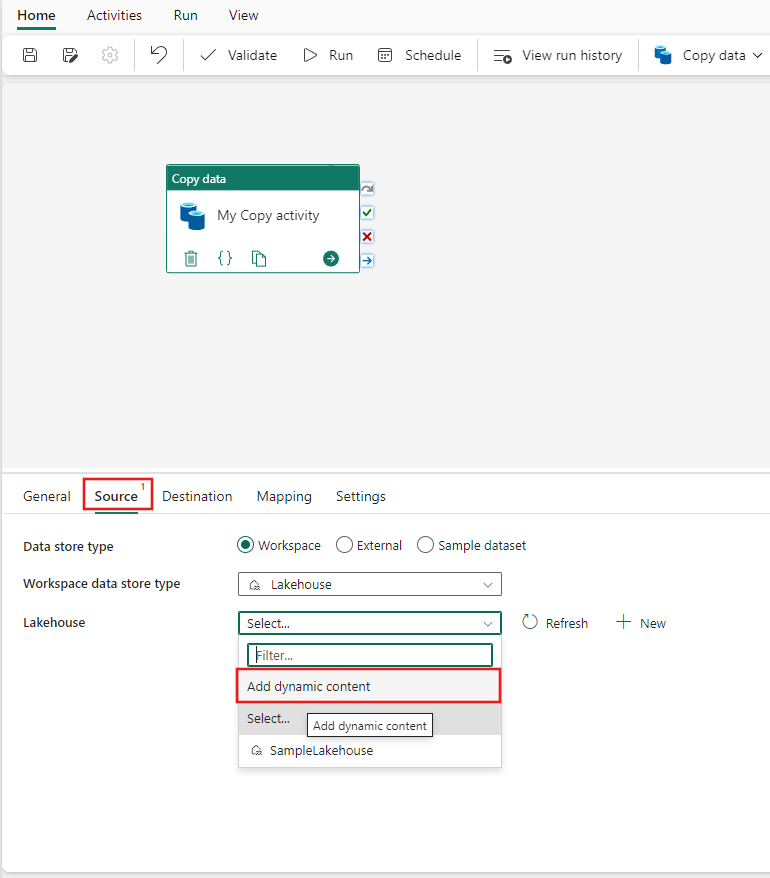 Home Activities Run View
Validate Run Schedule View run history Copy data
Copy data
My Copy activity
{}
General Source 1 Destination Mapping Settings
Data store type Workspace External Sample dataset
Workspace data store type Lakehouse
Lakehouse Select... Refresh New
Filter...
Add dynamic content
Select...
Add dynamic content
SampleLakehouse